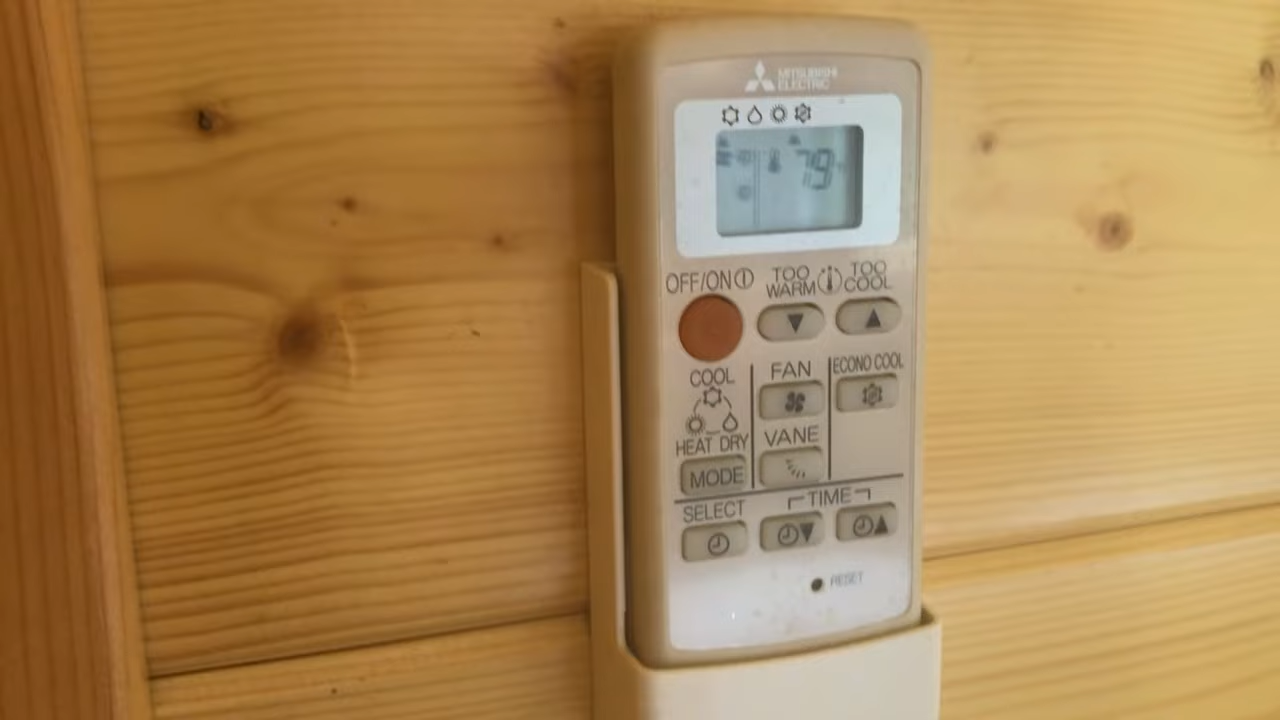 MITSUBISHI
ELECTRIC
79
OFF/ON
TOO
WARM
TOO
COOL
COOL
FAN
ECONO COOL
HEAT DRY
VANE
MODE
SELECT
TIME
RESET